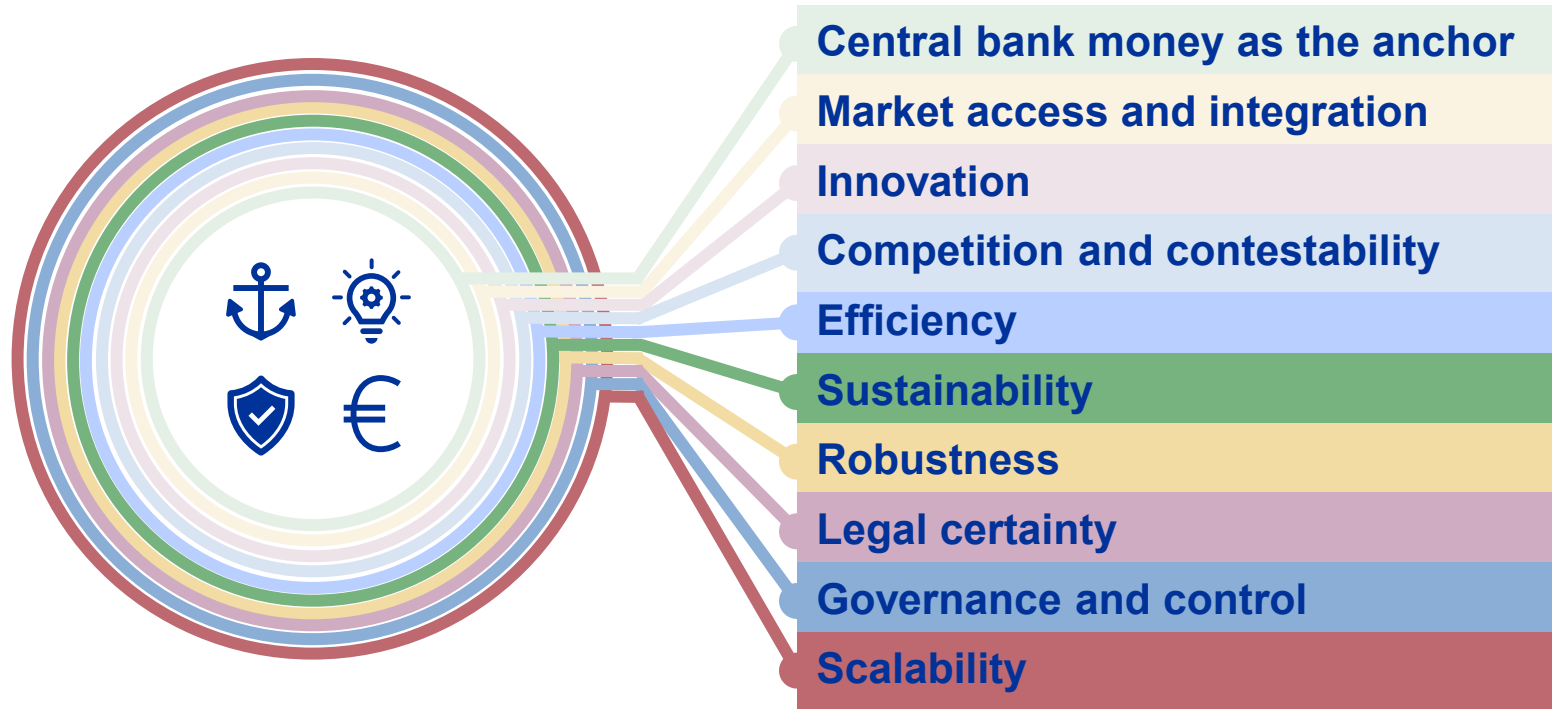 Central bank money as the anchor
Market access and integration
Innovation
Competition and contestability
Efficiency
Sustainability
Robustness
Legal certainty
Governance and control
Scalability